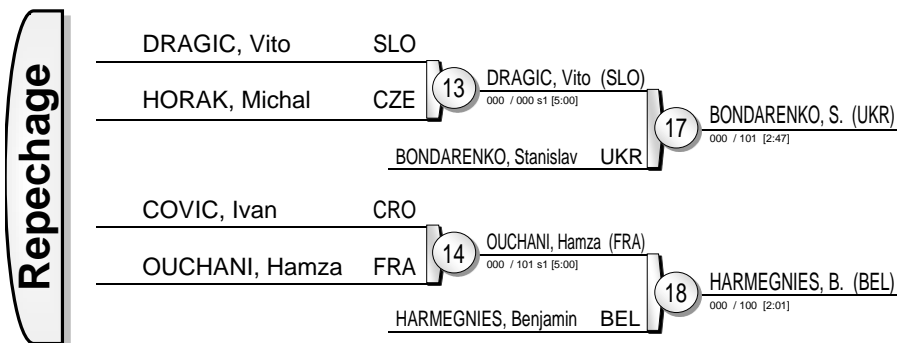 Repechage
DRAGIC, Vito SLO
HORAK, Michal CZE
13
DRAGIC, Vito (SLO)
000 / 000 s1 [5:00]
BONDARENKO, Stanislav UKR
17
BONDARENKO, S. (UKR)
000 / 101 [2:47]
COVIC, Ivan CRO
OUCHANI, Hamza FRA
14
OUCHANI, Hamza (FRA)
000 / 101 s1 [5:00]
HARMEGNIES, Benjamin BEL
18
HARMEGNIES, B. (BEL)
000 / 100 [2:01]